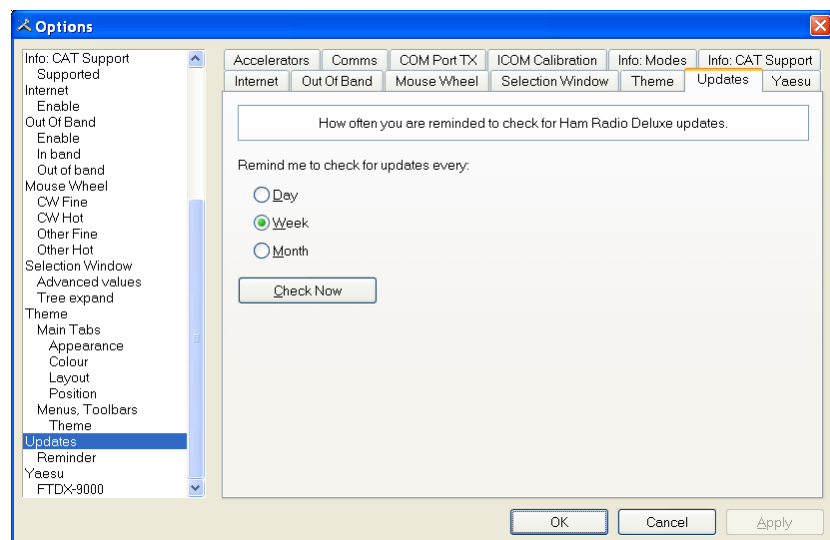 Options
Info: CAT Support
Supported
Internet
Enable
Out Of Band
Enable
In band
Out of band
Mouse Wheel
CW Fine
CW Hot
Other Fine
Other Hot
Selection Window
Advanced values
Tree expand
Theme
Main Tabs
Appearance
Colour
Layout
Position
Menus, Toolbars
Theme
Updates
Reminder
Yaesu
FTDX-9000
Accelerators Comms COM Port TX ICOM Calibration Info: Modes Info: CAT Support
Internet Out Of Band Mouse Wheel Selection Window Theme Updates Yaesu
How often you are reminded to check for Ham Radio Deluxe updates.
Remind me to check for updates every:
Day
Week
Month
Check Now
OK Cancel Apply